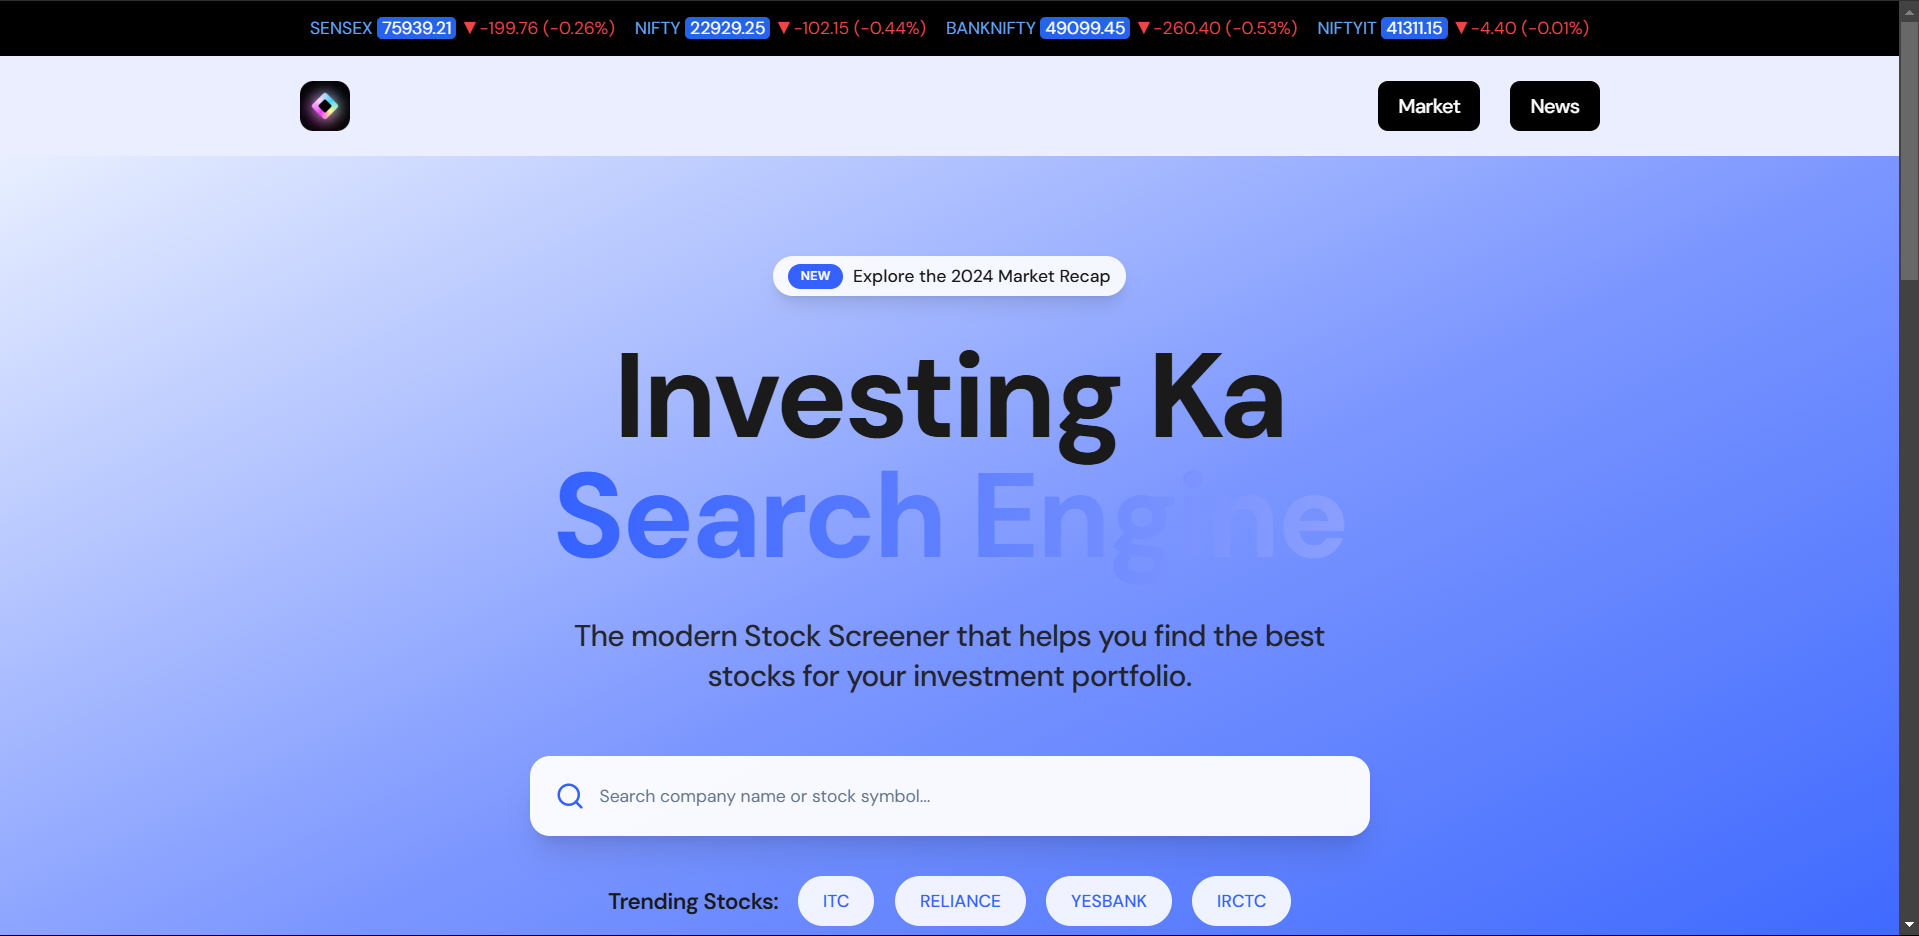 SENSEX 75939.21 ▼-199.76 (-0.26%) NIFTY 22929.25 ▼-102.15 (-0.44%) BANKNIFTY 49099.45 ▼-260.40 (-0.53%) NIFTYIT 41311.15 ▼-4.40 (-0.01%)
Market News
NEW Explore the 2024 Market Recap
Investing Ka
Search Engine
The modern Stock Screener that helps you find the best
stocks for your investment portfolio.
Search company name or stock symbol...
Trending Stocks: ITC RELIANCE YESBANK IRCTC